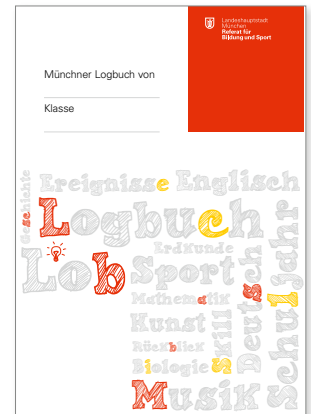 Landeshauptstadt
München
Referat für
Bildung und Sport
Münchner Logbuch von
Klasse
Geschichte
Ereignisse Englisch
Logbuch
Erdkunde
Lob Sport
Mathematik
Kunst
Rückblick
Biologie
Musik
Skill
Deutsch
Schuljahr